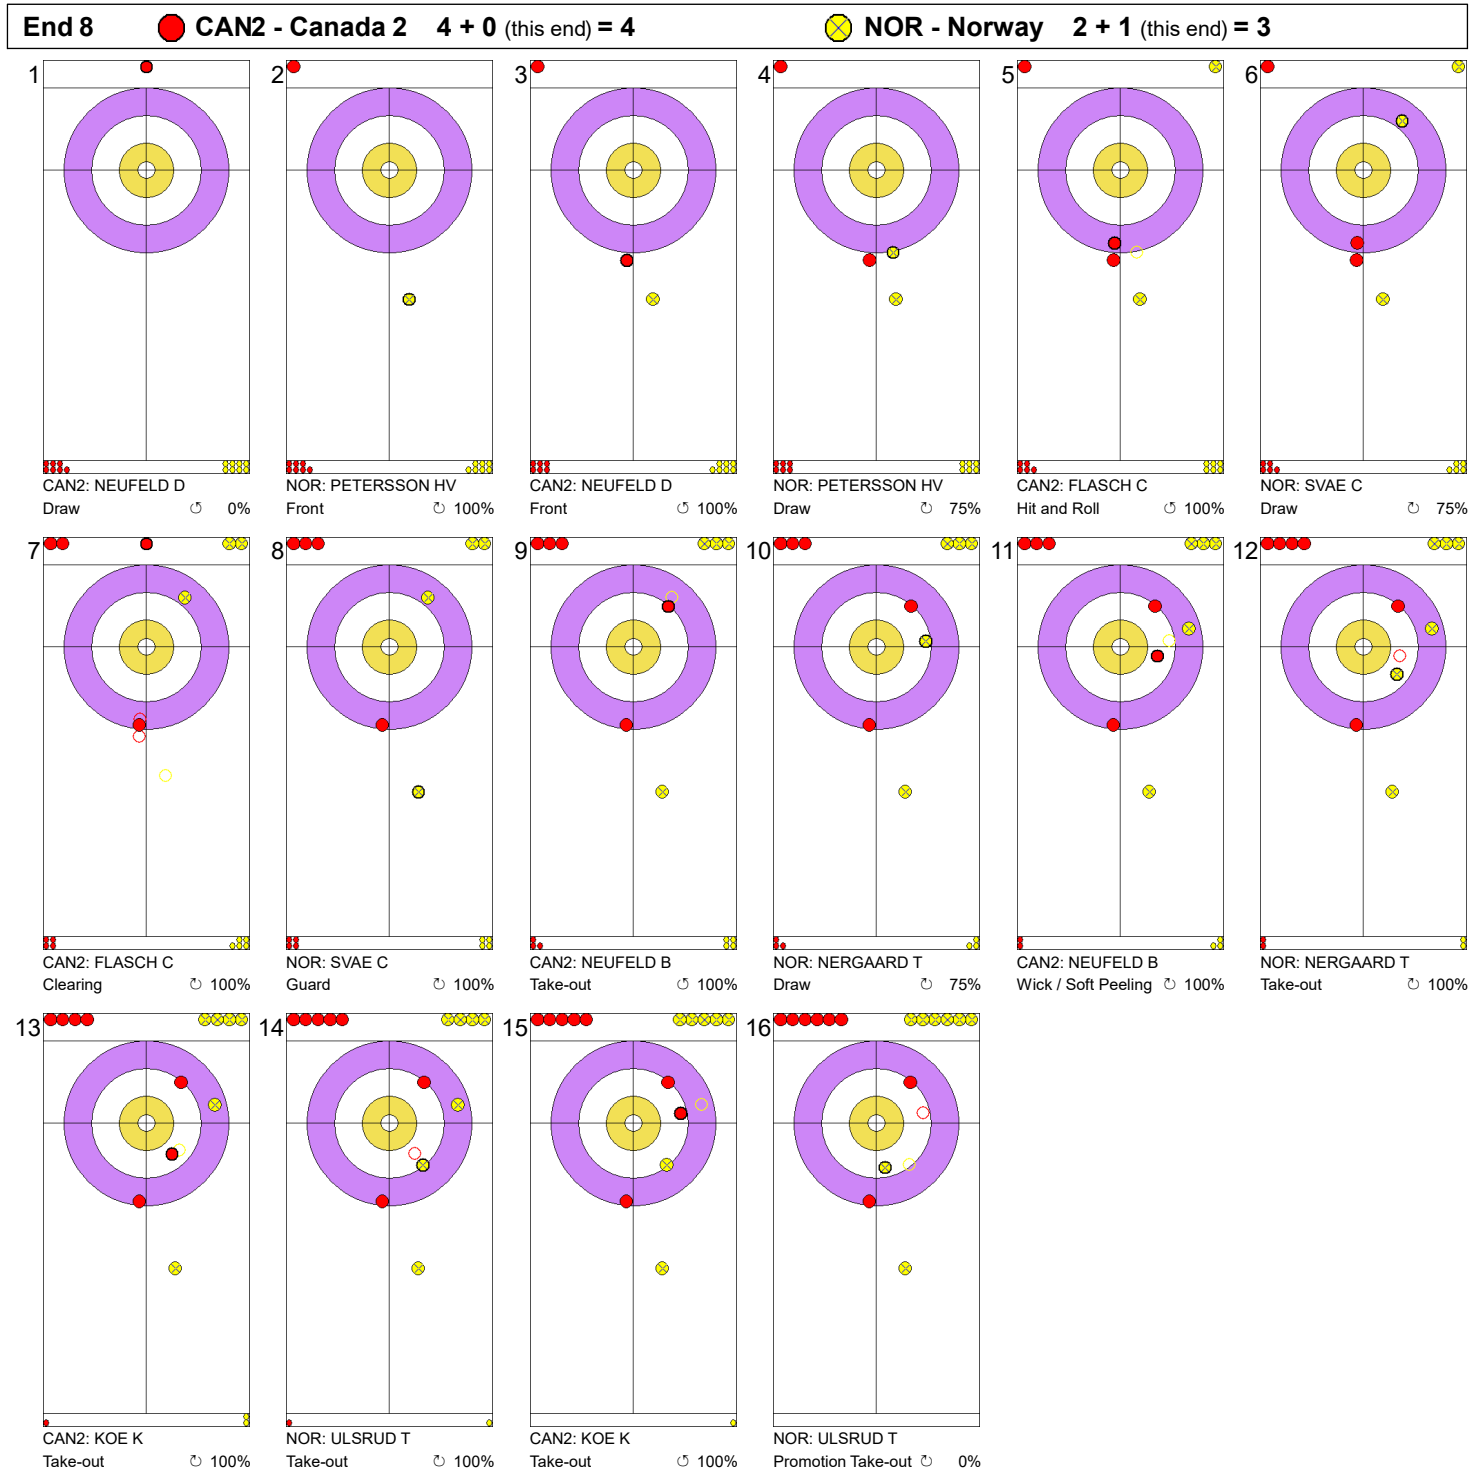 End 8 CAN2 - Canada 2 4 + 0 (this end) = 4 NOR - Norway 2 + 1 (this end) = 3
1 2 3 4 5 6
CAN2: NEUFELD D NOR: PETERSSON HV CAN2: NEUFELD D NOR: PETERSSON HV CAN2: FLASCH C NOR: SVAE C
Draw ↺ 0% Front ↻ 100% Front ↺ 100% Draw ↻ 75% Hit and Roll ↺ 100% Draw ↻ 75%
7 8 9 10 11 12
CAN2: FLASCH C NOR: SVAE C CAN2: NEUFELD B NOR: NERGAARD T CAN2: NEUFELD B NOR: NERGAARD T
Clearing ↻ 100% Guard ↻ 100% Take-out ↺ 100% Draw ↻ 75% Wick / Soft Peeling ↻ 100% Take-out ↻ 100%
13 14 15 16
CAN2: KOE K NOR: ULSRUD T CAN2: KOE K NOR: ULSRUD T
Take-out ↻ 100% Take-out ↻ 100% Take-out ↺ 100% Promotion Take-out ↻ 0%